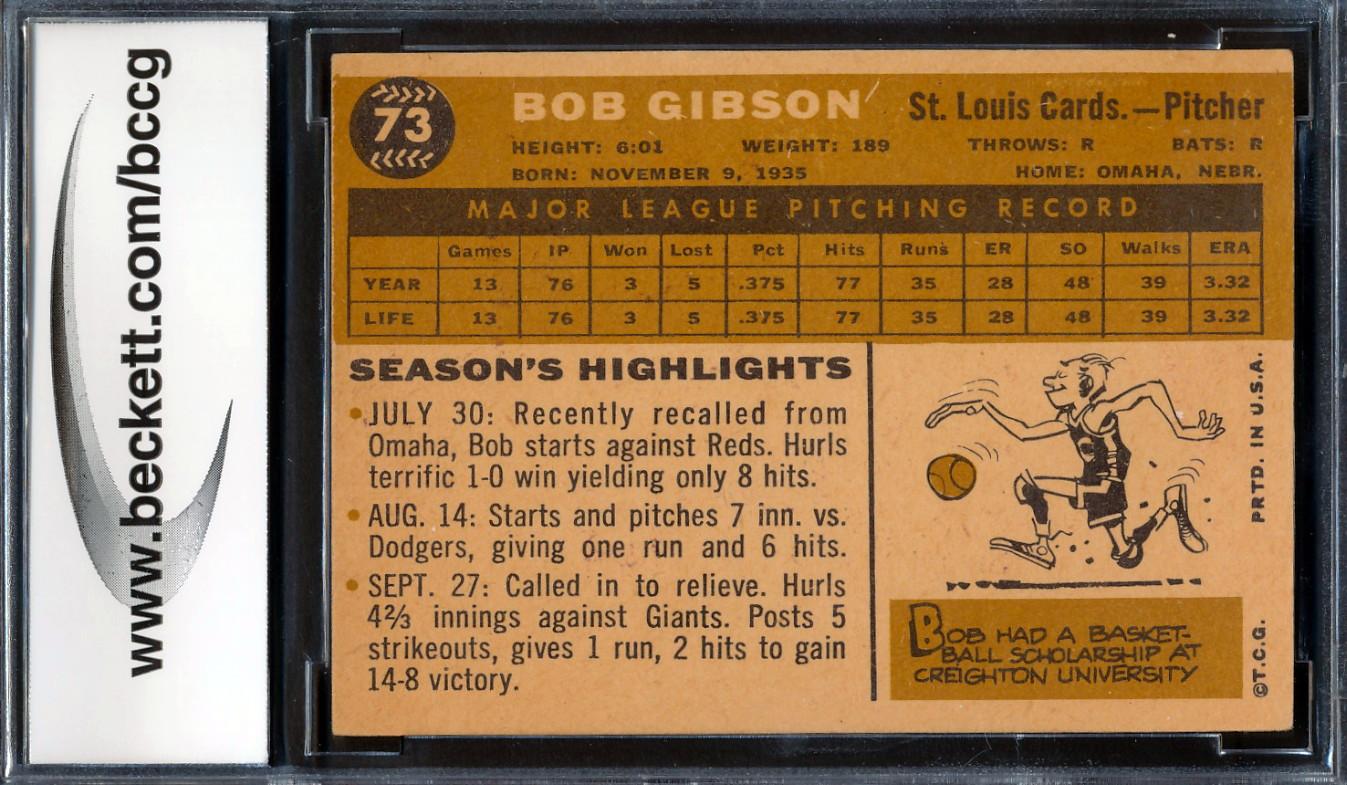 www.beckett.com/bccg
73
BOB GIBSON St. Louis Cards.—Pitcher
HEIGHT: 6:01 WEIGHT: 189 THROWS: R BATS: R
BORN: NOVEMBER 9, 1935 HOME: OMAHA, NEBR.
MAJOR LEAGUE PITCHING RECORD
Games IP Won Lost Pct Hits Runs ER SO Walks ERA
YEAR 13 76 3 5 .375 77 35 28 48 39 3.32
LIFE 13 76 3 5 .375 77 35 28 48 39 3.32
SEASON'S HIGHLIGHTS
• JULY 30: Recently recalled from
Omaha, Bob starts against Reds. Hurls
terrific 1-0 win yielding only 8 hits.
• AUG. 14: Starts and pitches 7 inn. vs.
Dodgers, giving one run and 6 hits.
• SEPT. 27: Called in to relieve. Hurls
4⅔ innings against Giants. Posts 5
strikeouts, gives 1 run, 2 hits to gain
14-8 victory.
C
BOB HAD A BASKET-
BALL SCHOLARSHIP AT
CREIGHTON UNIVERSITY
©T.C.G. PRTD. IN U.S.A.